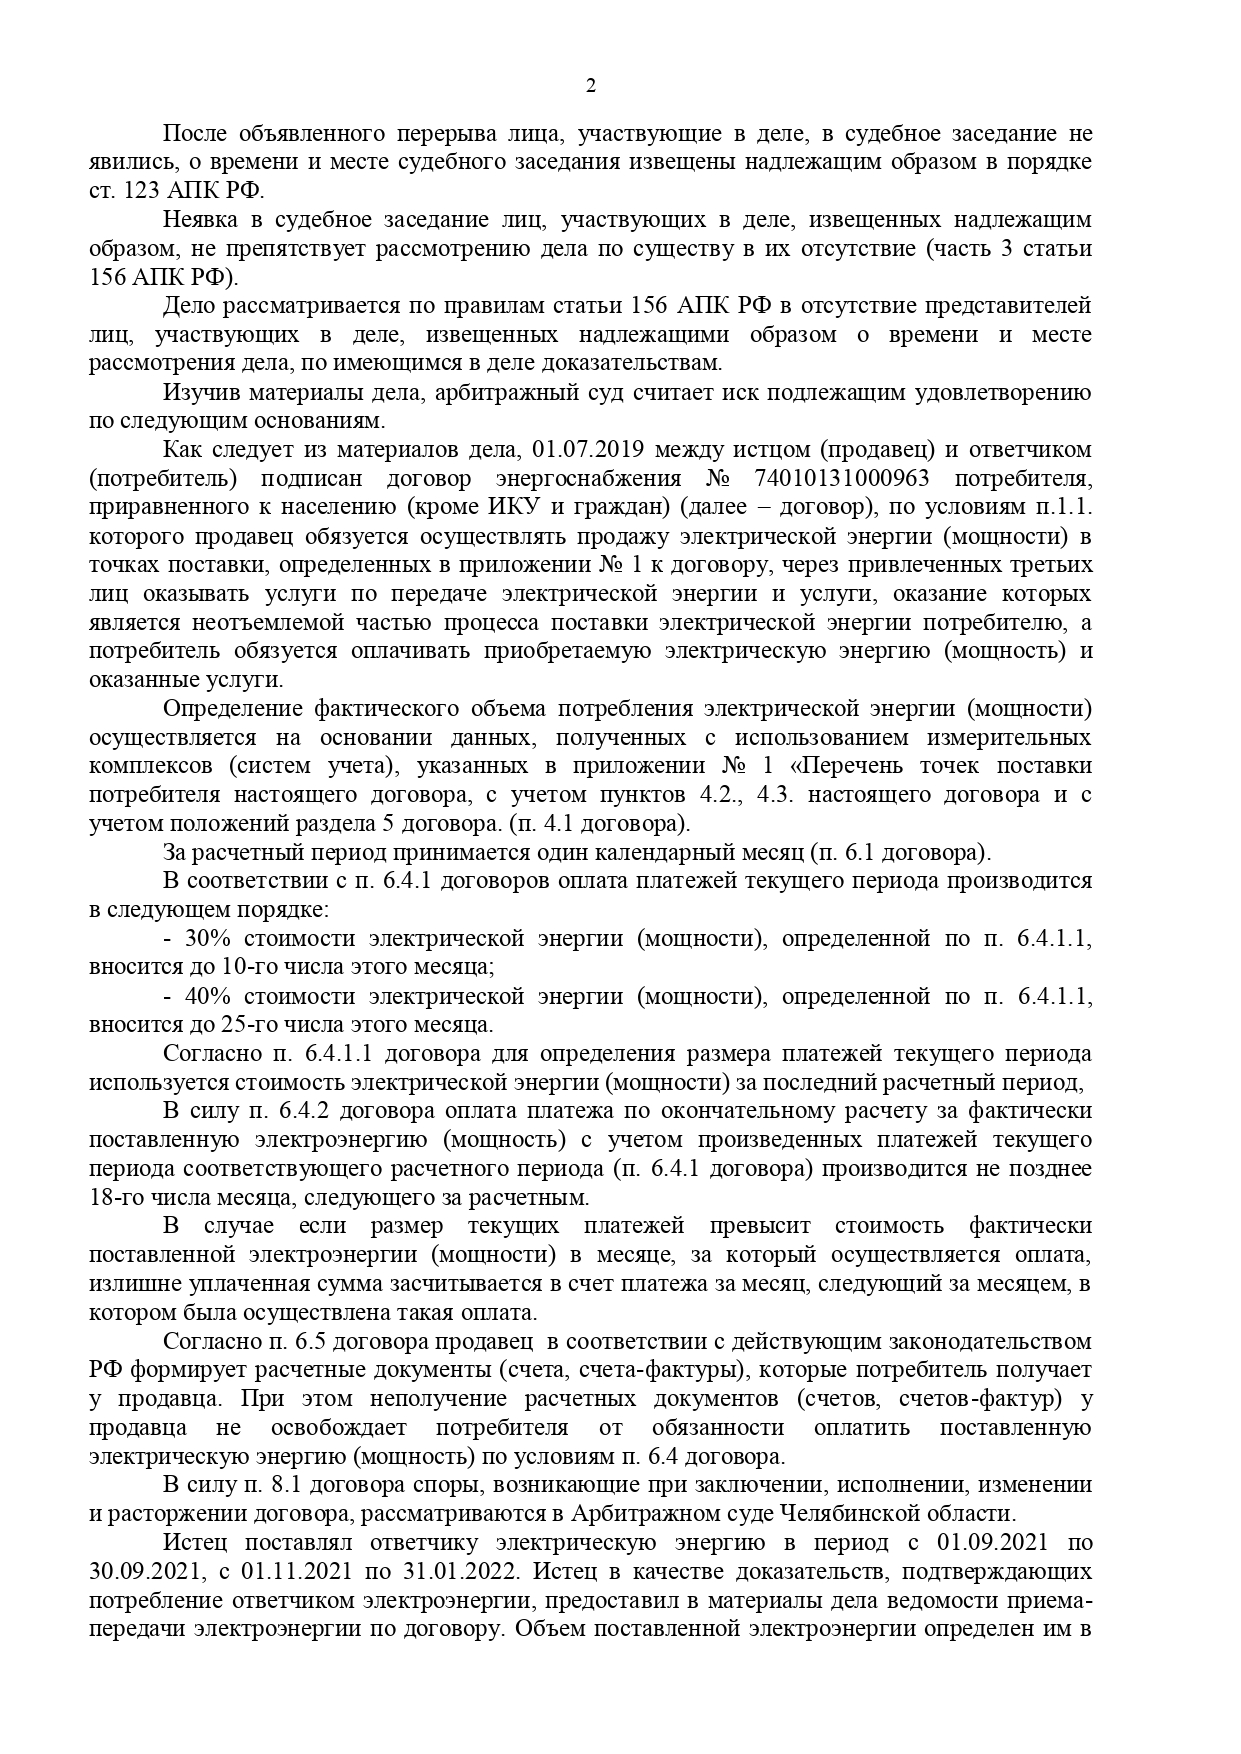 2
После объявленного перерыва лица, участвующие в деле, в судебное заседание не
явились, о времени и месте судебного заседания извещены надлежащим образом в порядке
ст. 123 АПК РФ.
Неявка в судебное заседание лиц, участвующих в деле, извещенных надлежащим
образом, не препятствует рассмотрению дела по существу в их отсутствие (часть 3 статьи
156 АПК РФ).
Дело рассматривается по правилам статьи 156 АПК РФ в отсутствие представителей
лиц, участвующих в деле, извещенных надлежащими образом о времени и месте
рассмотрения дела, по имеющимся в деле доказательствам.
Изучив материалы дела, арбитражный суд считает иск подлежащим удовлетворению
по следующим основаниям.
Как следует из материалов дела, 01.07.2019 между истцом (продавец) и ответчиком
(потребитель) подписан договор энергоснабжения № 74010131000963 потребителя,
приравненного к населению (кроме ИКУ и граждан) (далее – договор), по условиям п.1.1.
которого продавец обязуется осуществлять продажу электрической энергии (мощности) в
точках поставки, определенных в приложении № 1 к договору, через привлеченных третьих
лиц оказывать услуги по передаче электрической энергии и услуги, оказание которых
является неотъемлемой частью процесса поставки электрической энергии потребителю, а
потребитель обязуется оплачивать приобретаемую электрическую энергию (мощность) и
оказанные услуги.
Определение фактического объема потребления электрической энергии (мощности)
осуществляется на основании данных, полученных с использованием измерительных
комплексов (систем учета), указанных в приложении № 1 «Перечень точек поставки
потребителя настоящего договора, с учетом пунктов 4.2., 4.3. настоящего договора и с
учетом положений раздела 5 договора. (п. 4.1 договора).
За расчетный период принимается один календарный месяц (п. 6.1 договора).
В соответствии с п. 6.4.1 договоров оплата платежей текущего периода производится
в следующем порядке:
- 30% стоимости электрической энергии (мощности), определенной по п. 6.4.1.1,
вносится до 10-го числа этого месяца;
- 40% стоимости электрической энергии (мощности), определенной по п. 6.4.1.1,
вносится до 25-го числа этого месяца.
Согласно п. 6.4.1.1 договора для определения размера платежей текущего периода
используется стоимость электрической энергии (мощности) за последний расчетный период,
В силу п. 6.4.2 договора оплата платежа по окончательному расчету за фактически
поставленную электроэнергию (мощность) с учетом произведенных платежей текущего
периода соответствующего расчетного периода (п. 6.4.1 договора) производится не позднее
18-го числа месяца, следующего за расчетным.
В случае если размер текущих платежей превысит стоимость фактически
поставленной электроэнергии (мощности) в месяце, за который осуществляется оплата,
излишне уплаченная сумма засчитывается в счет платежа за месяц, следующий за месяцем, в
котором была осуществлена такая оплата.
Согласно п. 6.5 договора продавец в соответствии с действующим законодательством
РФ формирует расчетные документы (счета, счета-фактуры), которые потребитель получает
у продавца. При этом неполучение расчетных документов (счетов, счетов-фактур) у
продавца не освобождает потребителя от обязанности оплатить поставленную
электрическую энергию (мощность) по условиям п. 6.4 договора.
В силу п. 8.1 договора споры, возникающие при заключении, исполнении, изменении
и расторжении договора, рассматриваются в Арбитражном суде Челябинской области.
Истец поставлял ответчику электрическую энергию в период с 01.09.2021 по
30.09.2021, с 01.11.2021 по 31.01.2022. Истец в качестве доказательств, подтверждающих
потребление ответчиком электроэнергии, предоставил в материалы дела ведомости приема-
передачи электроэнергии по договору. Объем поставленной электроэнергии определен им в